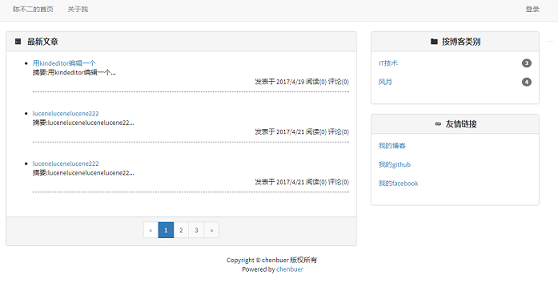 陈不二的首页 关于我 登录
最新文章
用kindeditor编辑一个
摘要:用kindeditor编辑一个...
发表于 2017/4/19 阅读(0) 评论(0)
lucenelucenelucene222
摘要:lucenelucenelucenelucene22...
发表于 2017/4/21 阅读(0) 评论(0)
lucenelucenelucene222
摘要:lucenelucenelucenelucene22...
发表于 2017/4/21 阅读(0) 评论(0)
« 1 2 3 »
按博客类别
IT技术 3
风月 4
友情链接
我的博客
我的github
我的facebook
Copyright © chenbuer 版权所有
Powered by chenbuer